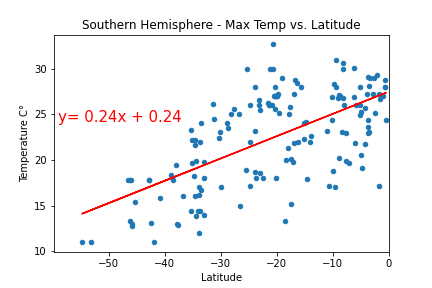 Southern Hemisphere - Max Temp vs. Latitude
30
y= 0.24x + 0.24
25
20
15
10
Temperature C°
−50
−40
−30
−20
−10
0
Latitude